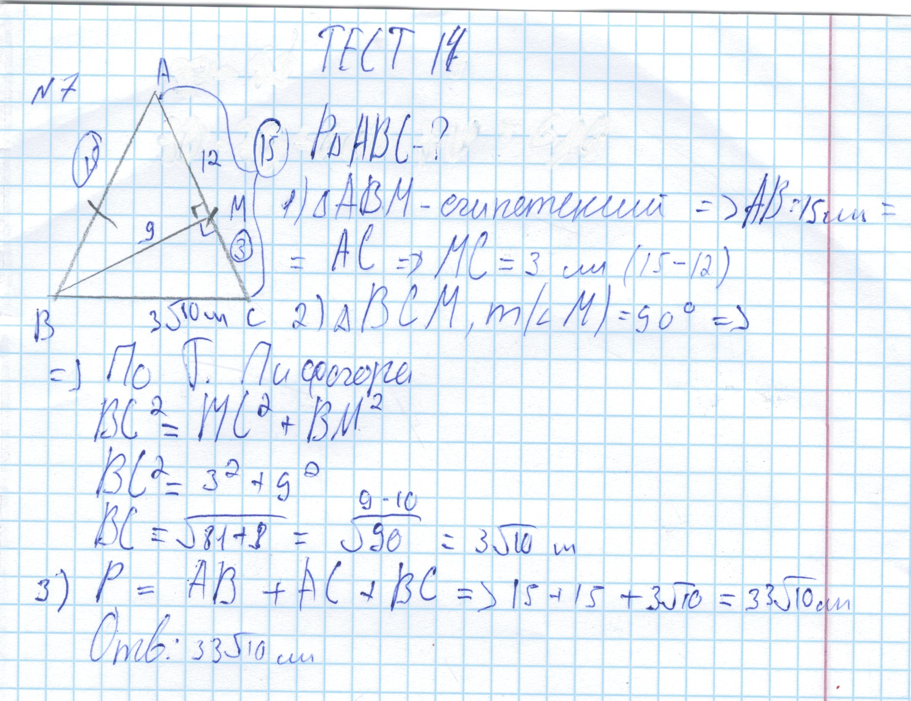 ТЕСТ 14
№7
A
12
15
M
9
3
B
3√10 см
C
P△ABC-?
1) △ABM - египетский => AB=15см =
= AC => MC = 3 см (15-12)
2) △BCM, т/к M) = 90° =>
=> По Т. Пифагора
BC² = MC² + BM²
BC² = 3² + 9²
9·10
BC = √81+9 = √90 = 3√10 см
3) P = AB + AC + BC => 15 + 15 + 3√10 = 33√10 см
Отв: 33√10 см